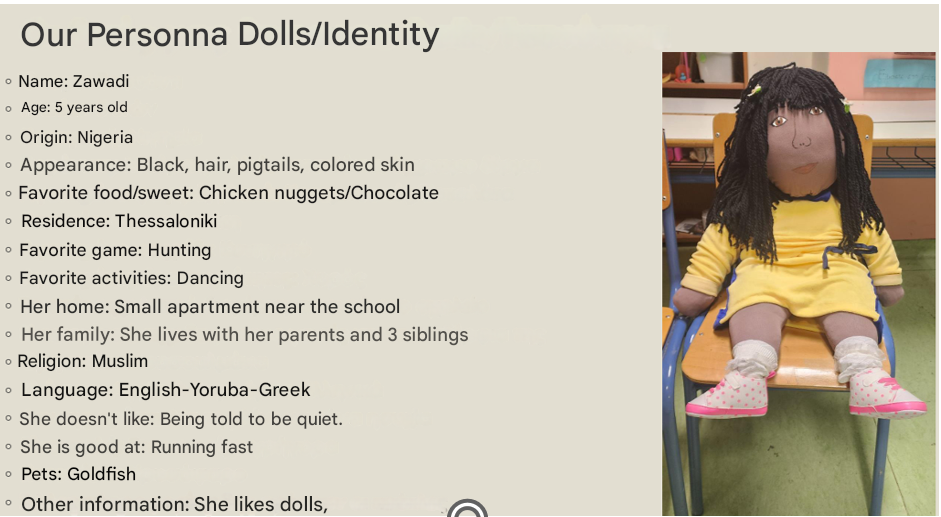 Our Personna Dolls/Identity
Name: Zawadi
Age: 5 years old
Origin: Nigeria
Appearance: Black, hair, pigtails, colored skin
Favorite food/sweet: Chicken nuggets/Chocolate
Residence: Thessaloniki
Favorite game: Hunting
Favorite activities: Dancing
Her home: Small apartment near the school
Her family: She lives with her parents and 3 siblings
Religion: Muslim
Language: English-Yoruba-Greek
She doesn't like: Being told to be quiet.
She is good at: Running fast
Pets: Goldfish
Other information: She likes dolls,